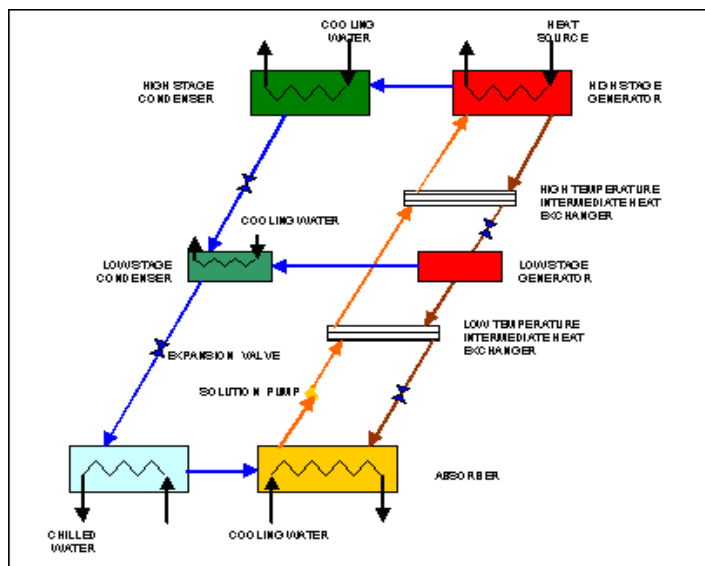 COOLING
WATER
HEAT
SOURCE
HIGH STAGE
CONDENSER
HIGH STAGE
GENERATOR
HIGH TEMPERATURE
INTERMEDIATE HEAT
EXCHANGER
COOLING WATER
LOW STAGE
CONDENSER
LOW STAGE
GENERATOR
LOW TEMPERATURE
INTERMEDIATE HEAT
EXCHANGER
EXPANSION VALVE
SOLUTION PUMP
ABSORBER
CHILLED
WATER
COOLING WATER